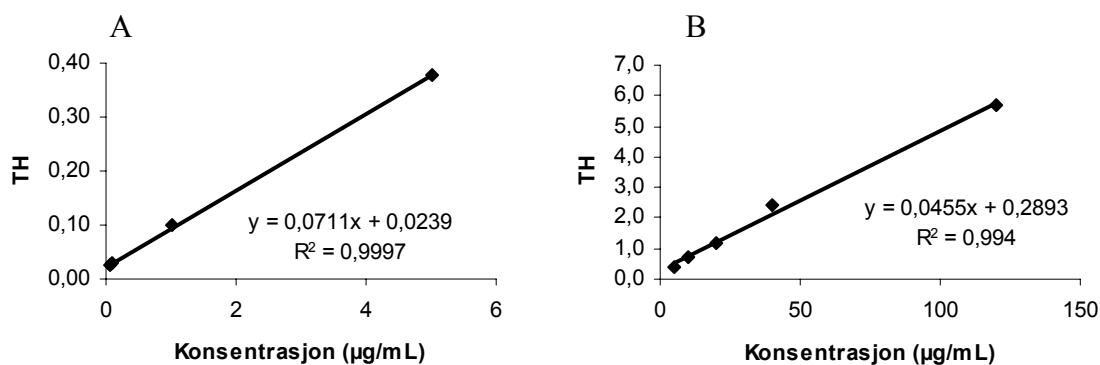 A
0,40
0,30
0,20
0,10
0,00
TH
y = 0,0711x + 0,0239
R² = 0,9997
0 2 4 6
Konsentrasjon (µg/mL)
B
7,0
6,0
5,0
4,0
3,0
2,0
1,0
0,0
TH
y = 0,0455x + 0,2893
R² = 0,994
0 50 100 150
Konsentrasjon (µg/mL)